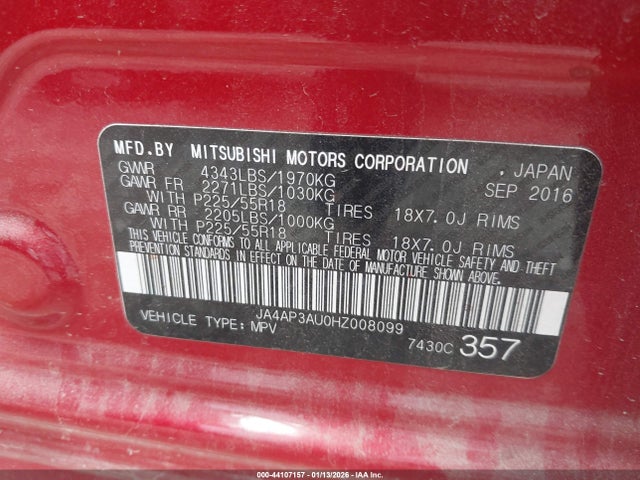 MFD.BY MITSUBISHI MOTORS CORPORATION . JAPAN
GVWR 4343LBS/1970KG SEP 2016
GAWR FR 2271LBS/1030KG
WITH P225/55R18 TIRES 18X7.0J RIMS
GAWR RR 2205LBS/1000KG
WITH P225/55R18 TIRES 18X7.0J RIMS
THIS VEHICLE CONFORMS TO ALL APPLICABLE FEDERAL MOTOR VEHICLE SAFETY AND THEFT
PREVENTION STANDARDS IN EFFECT ON THE DATE OF MANUFACTURE SHOWN ABOVE.
JA4AP3AU0HZ008099
VEHICLE TYPE: MPV 7430C 357
000-44107157 - 01/13/2026 - IAAI.COM